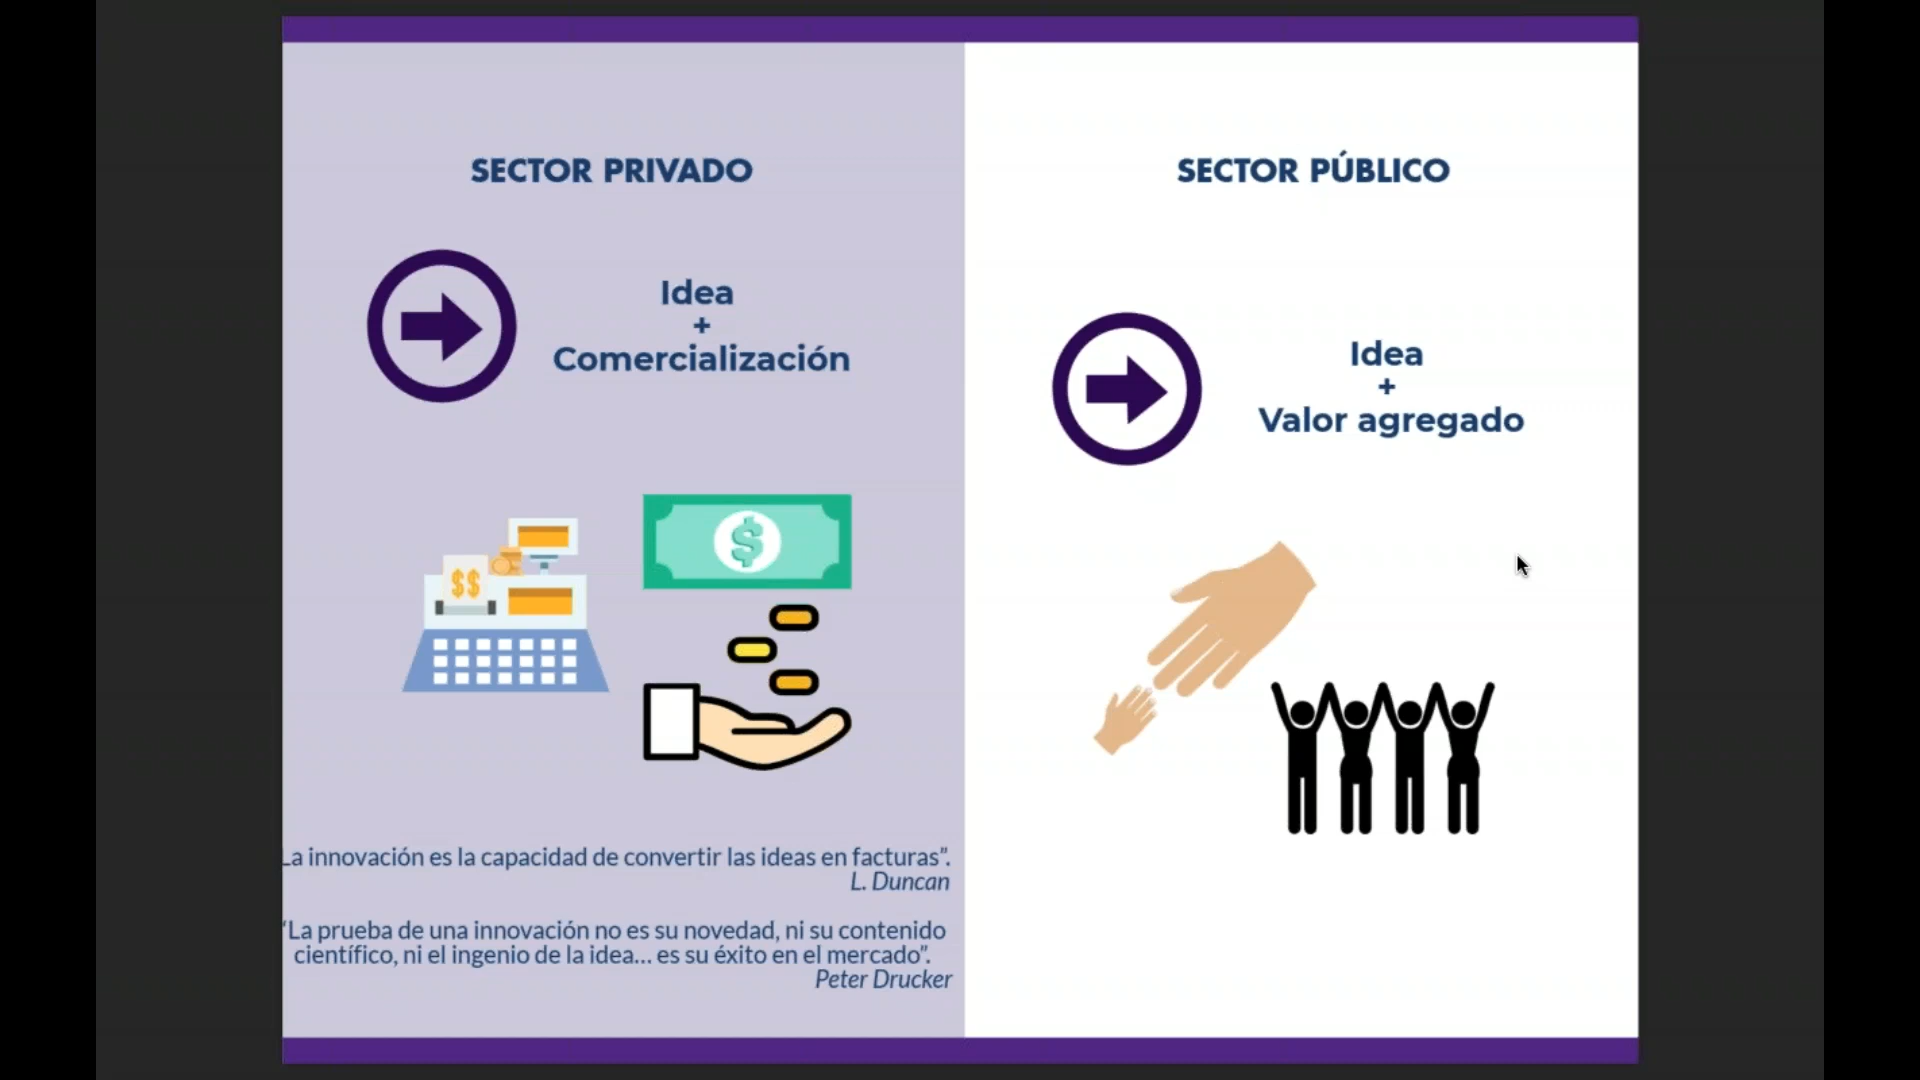 SECTOR PRIVADO
Idea
+
Comercialización
$$
$
La innovación es la capacidad de convertir las ideas en facturas”.
L. Duncan
“La prueba de una innovación no es su novedad, ni su contenido
científico, ni el ingenio de la idea... es su éxito en el mercado”.
Peter Drucker
SECTOR PÚBLICO
Idea
+
Valor agregado